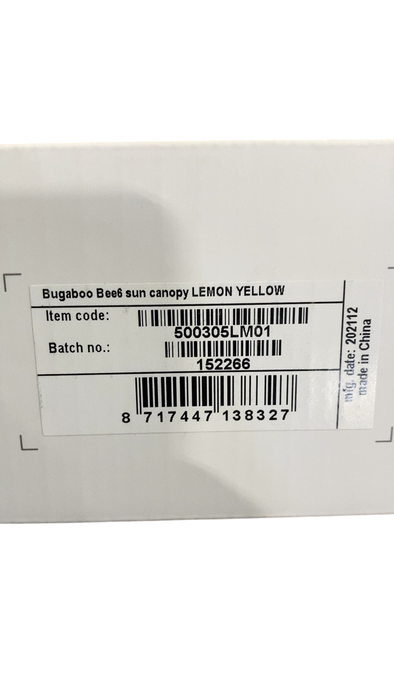 Bugaboo Bee6 sun canopy LEMON YELLOW
Item code:
500305LM01
Batch no.:
152266
8 717447 138327
mfg. date: 202112
made in China